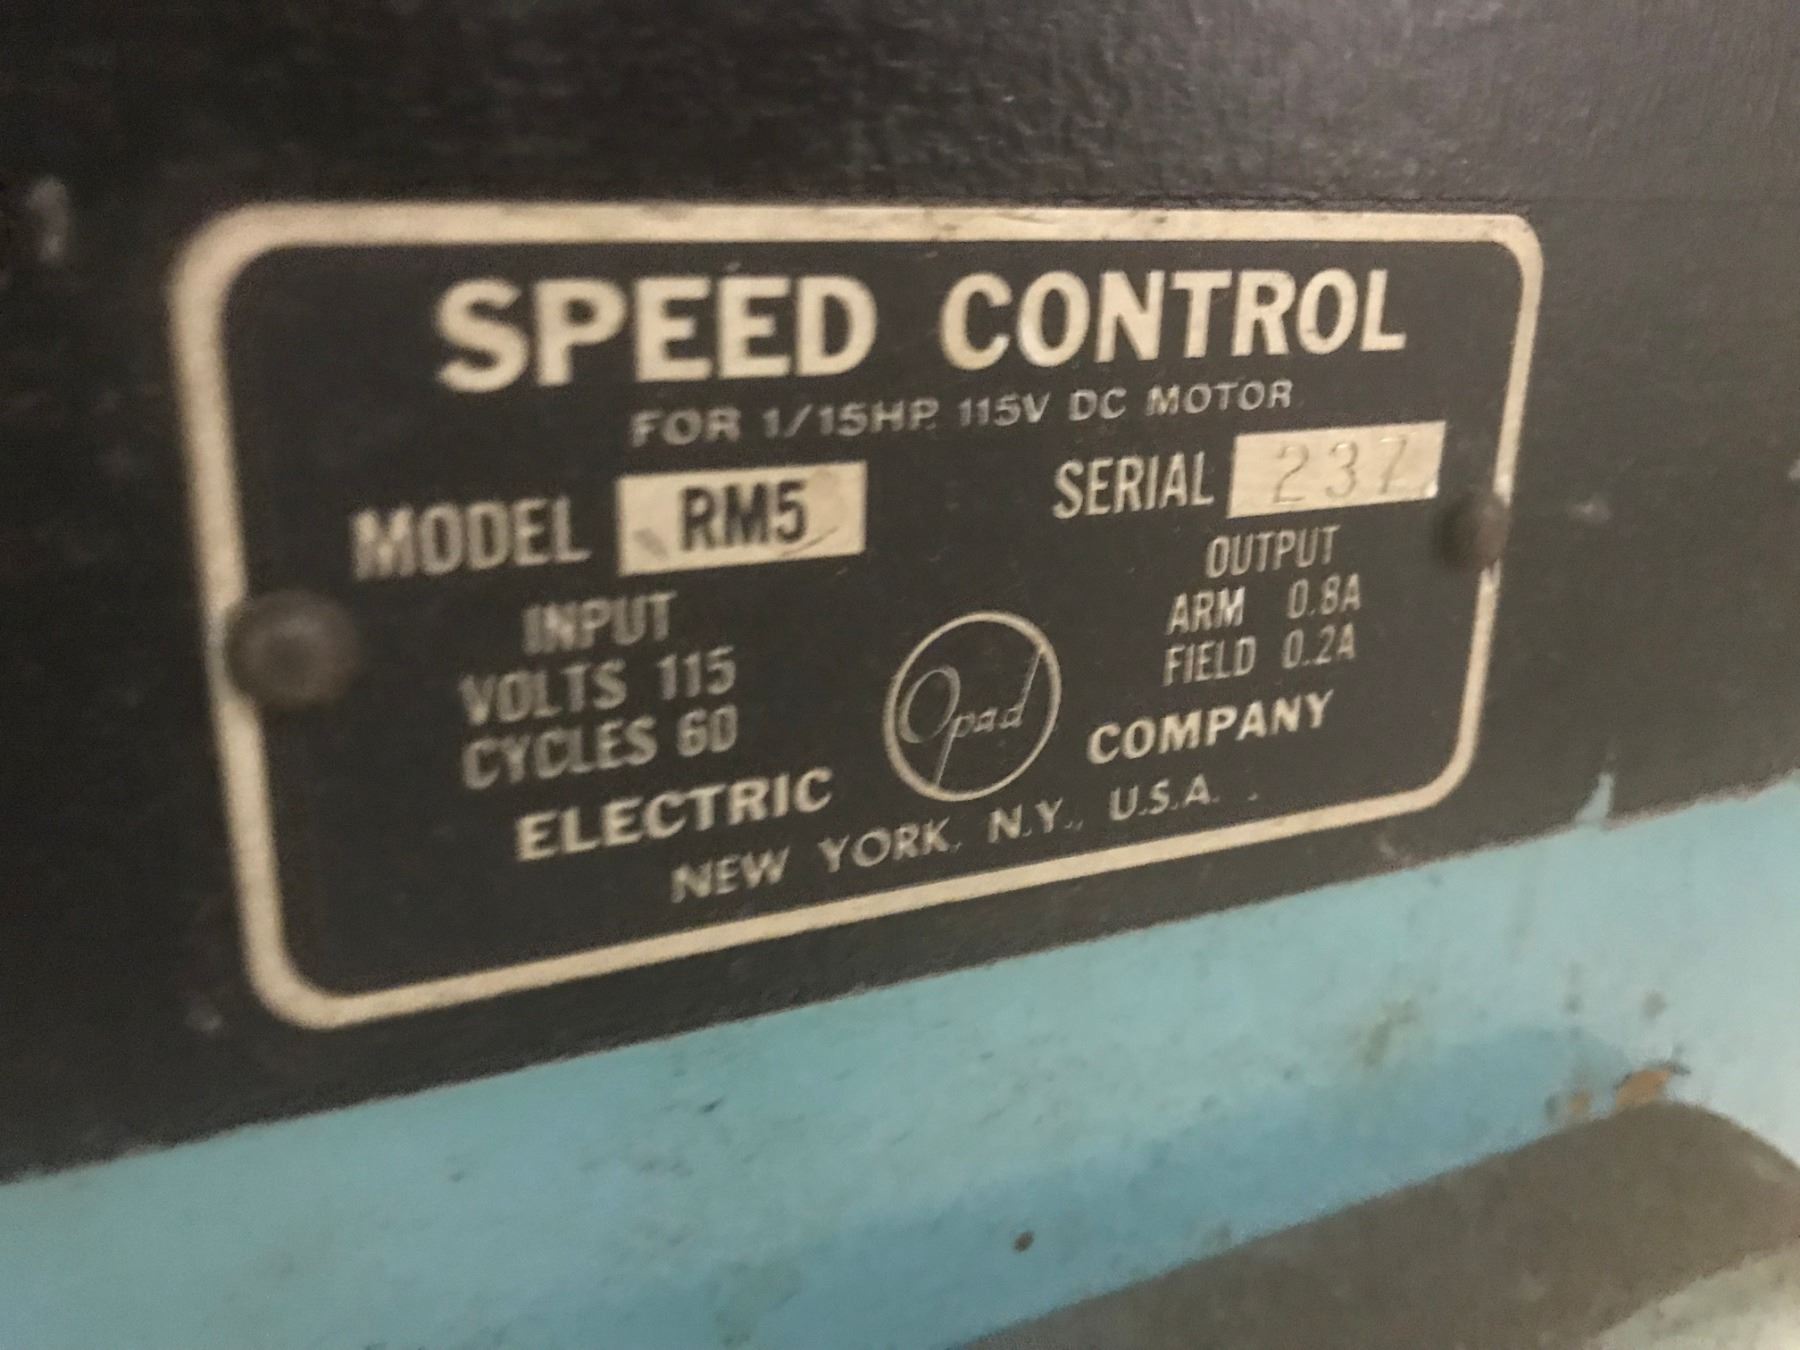 SPEED CONTROL
FOR 1/15HP. 115V DC MOTOR
MODEL RM5 SERIAL 237
INPUT
VOLTS 115
CYCLES 60
OUTPUT
ARM 0.8A
FIELD 0.2A
ELECTRIC Opad COMPANY
NEW YORK, N.Y., U.S.A.